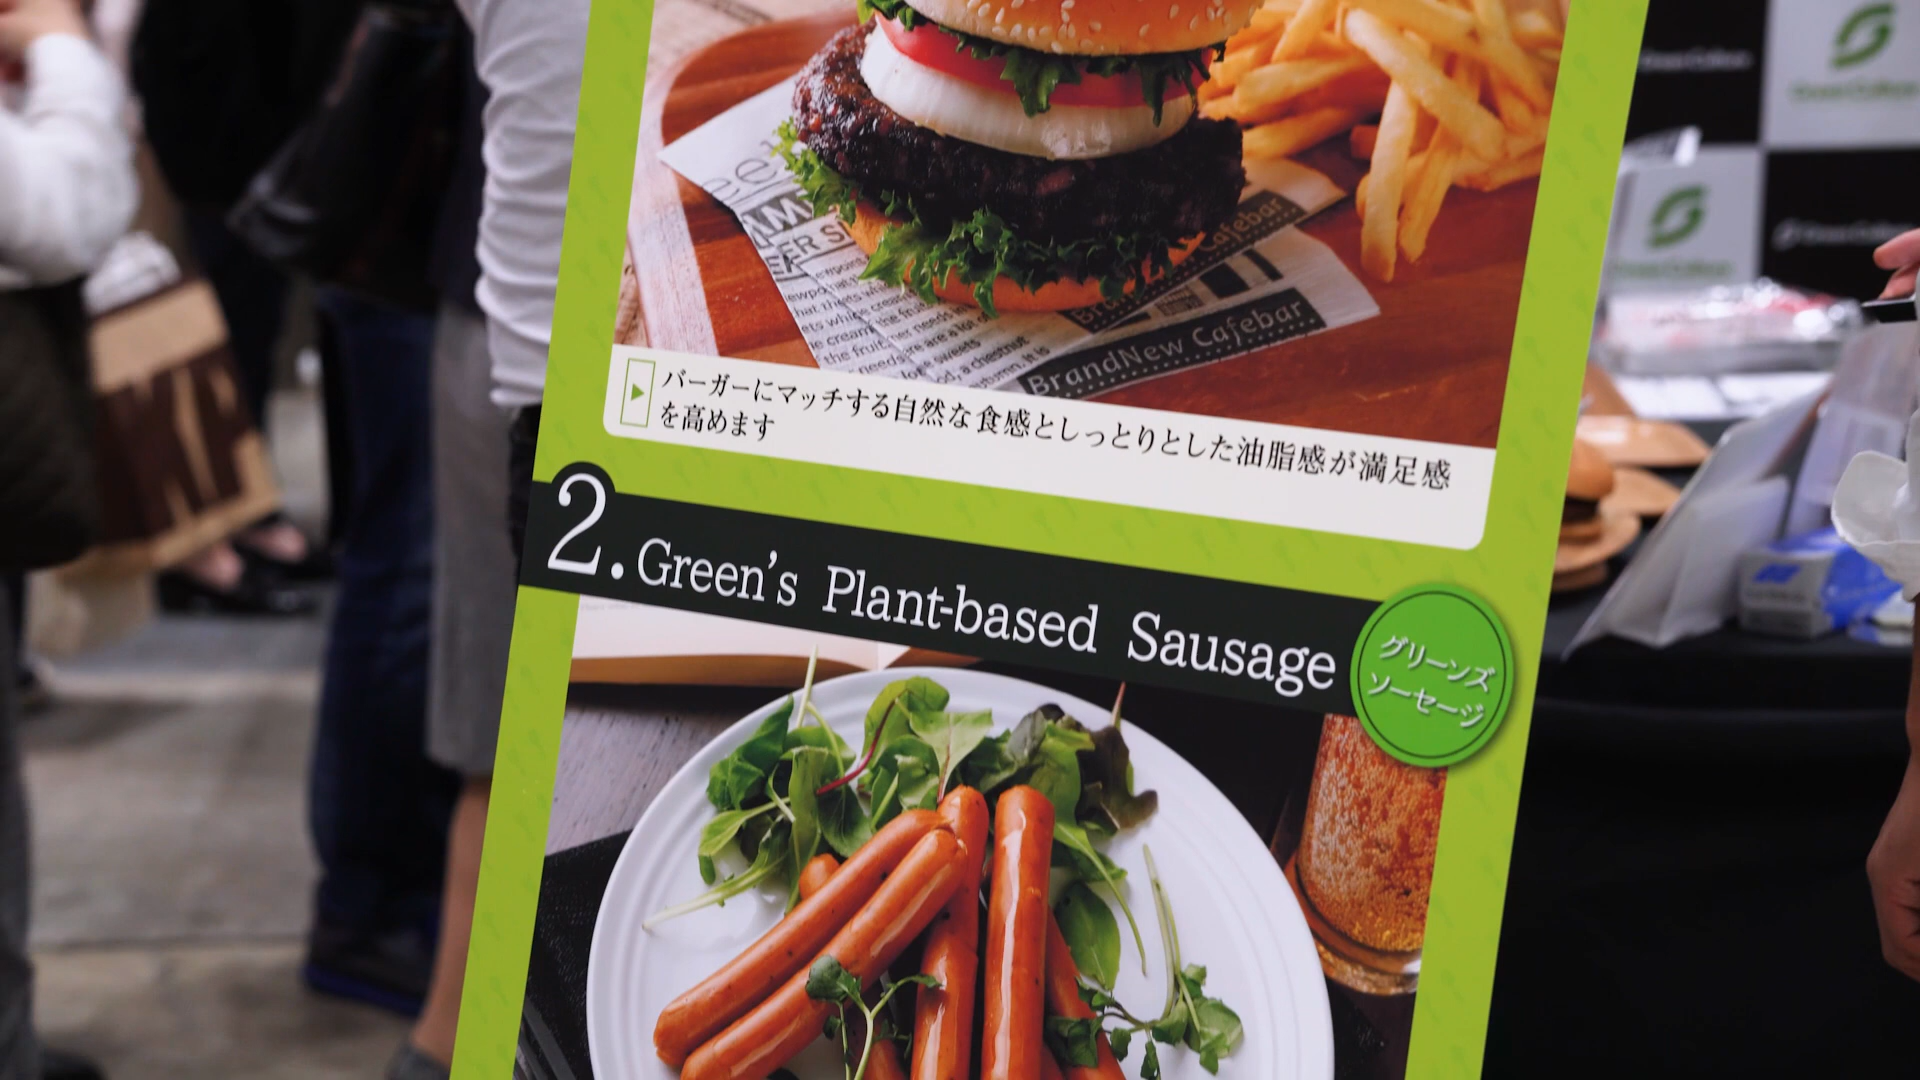 バーガーにマッチする自然な食感としっとりとした油脂感が満足感
を高めます
BrandNew Cafebar
2. Green's Plant-based Sausage
グリーンズ
ソーセージ